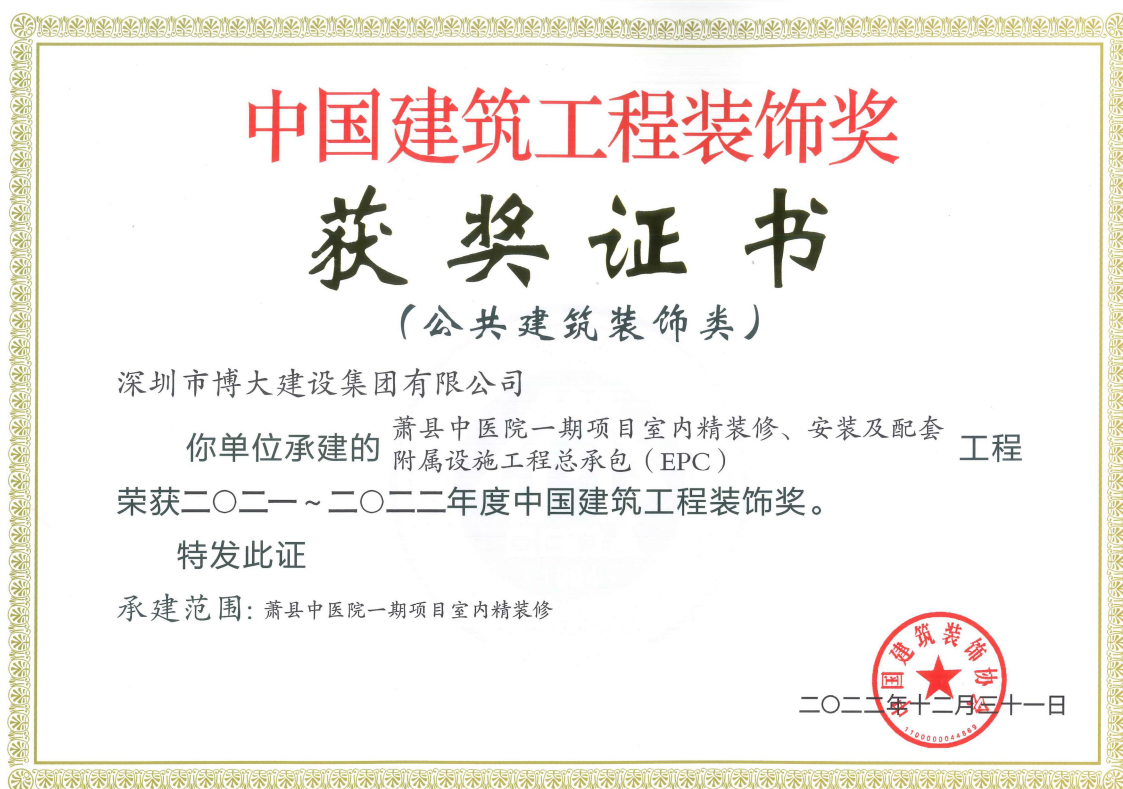 中国建筑工程装饰奖
获奖证书
（公共建筑装饰类）
深圳市博大建设集团有限公司
你单位承建的 萧县中医院一期项目室内精装修、安装及配套
附属设施工程总承包（EPC） 工程
荣获二〇二一~二〇二二年度中国建筑工程装饰奖。
特发此证
承建范围: 萧县中医院一期项目室内精装修
中国建筑装饰协会
二〇二二年十二月三十一日
1100000044869